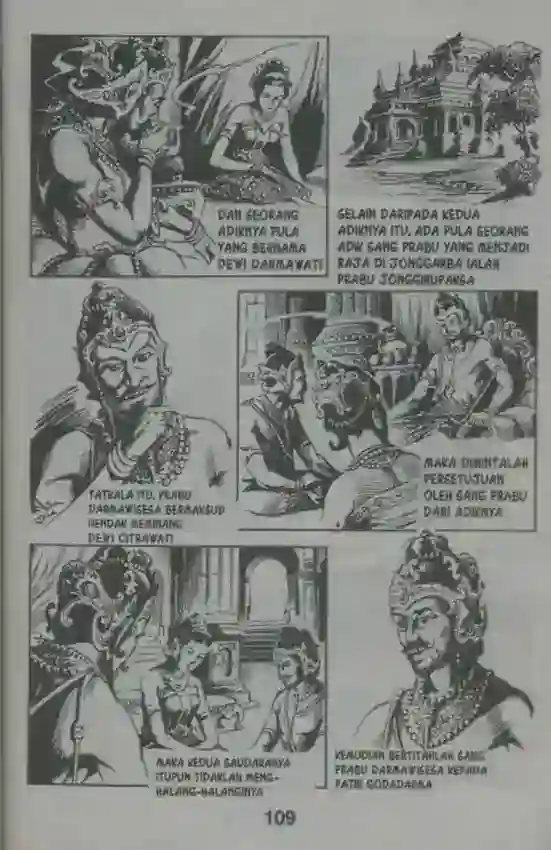 DAN SEORANG
ADIKNYA PULA
YANG BERNAMA
DEWI DARMAWATI
SELAIN DARIPADA KEDUA
ADIKNYA ITU, ADA PULA SEORANG
ADIK SANG PRABU YANG MENJADI
RAJA DI JONGGARBA IALAH
PRABU JONGGIRUPAKSA
TATKALA ITU, PRABU
DARMAWISESA BERMAKSUD
HENDAK MEMINANG
DEWI CITRAWATI
MAKA DIMINTALAH
PERSETUJUAN
OLEH SANG PRABU
DARI ADIKNYA
MAKA KEDUA SAUDARANYA
ITUPUN TIDAKLAH MENG-
HALANG-HALANGINYA
KEMUDIAN BERTITAHLAH SANG
PRABU DARMAWISESA KEPADA
PATIH GODADARMA
109